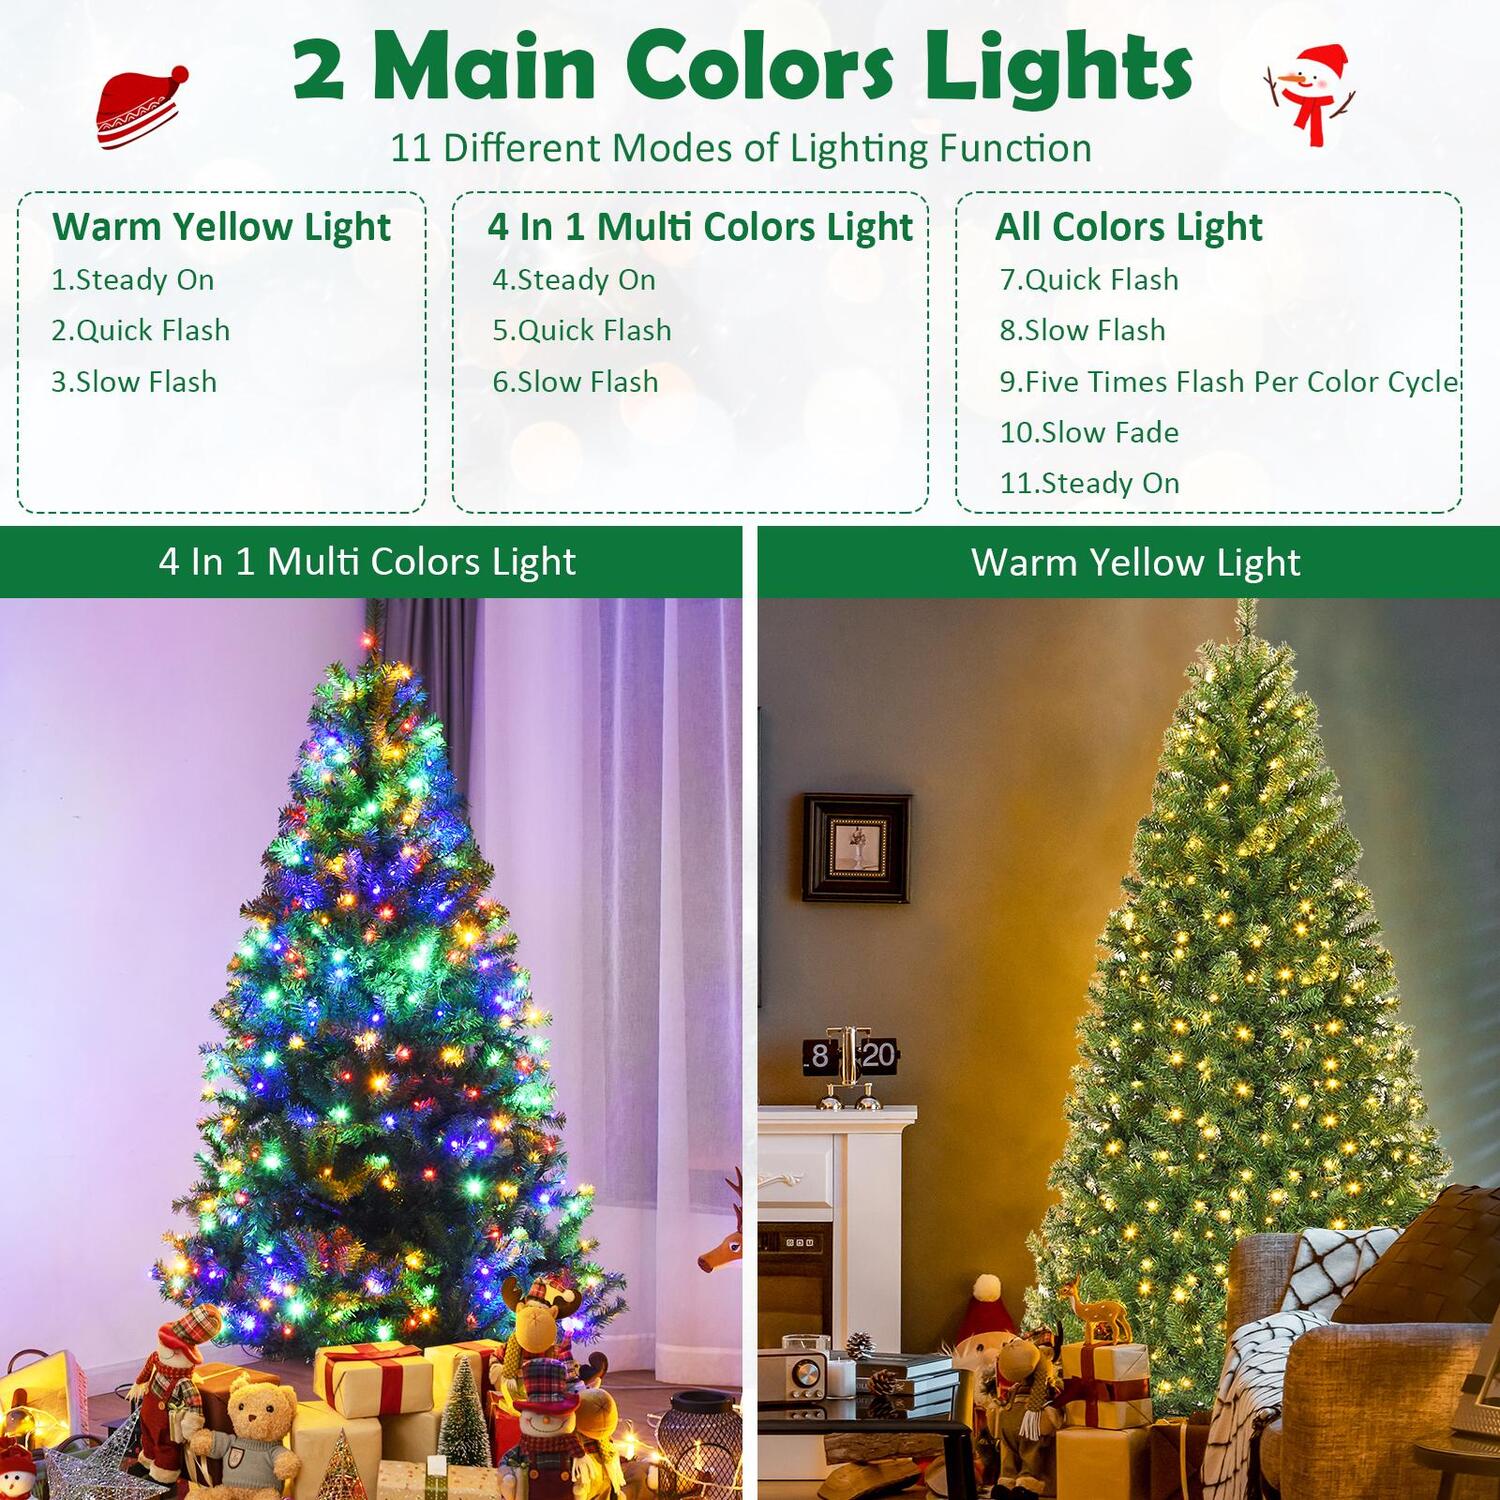 2 Main Colors Lights
11 Different Modes of Lighting Function
Warm Yellow Light
1.Steady On
2.Quick Flash
3.Slow Flash
4 In 1 Multi Colors Light
4.Steady On
5.Quick Flash
6.Slow Flash
All Colors Light
7.Quick Flash
8.Slow Flash
9.Five Times Flash Per Color Cycle
10.Slow Fade
11.Steady On
4 In 1 Multi Colors Light
Warm Yellow Light
8 20